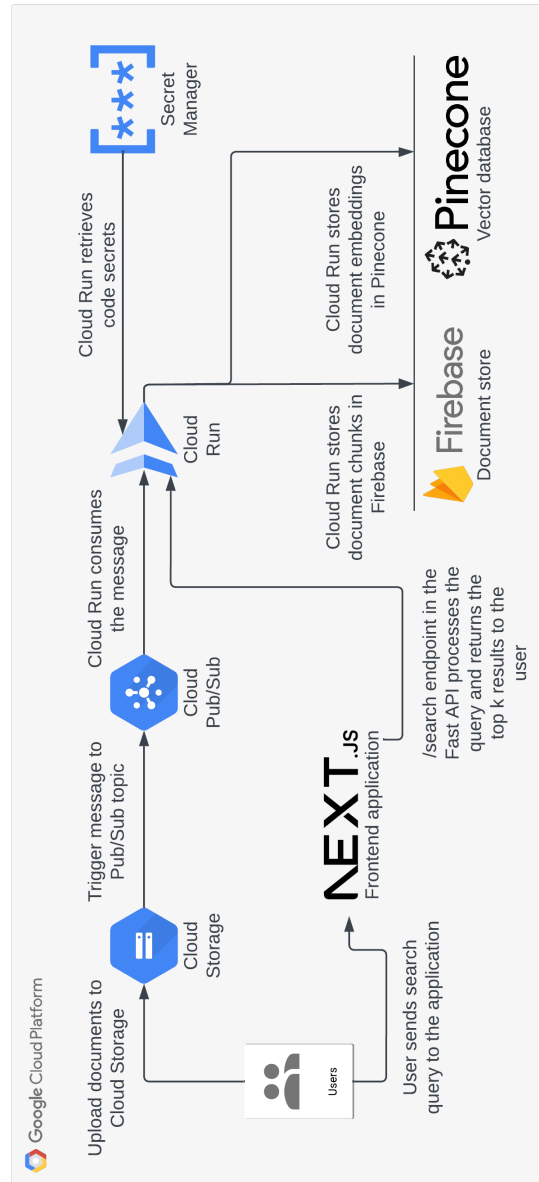 Google Cloud Platform
Upload documents to
Cloud Storage
Cloud
Storage
Trigger message to
Pub/Sub topic
Cloud
Pub/Sub
Cloud Run consumes
the message
Cloud
Run
Cloud Run retrieves
code secrets
***
Secret
Manager
Users
User sends search
query to the application
NEXT.JS
Frontend application
/search endpoint in the
Fast API processes the
query and returns the
top k results to the
user
Cloud Run stores
document chunks in
Firebase
Cloud Run stores
document embeddings
in Pinecone
Firebase
Document store
Pinecone
Vector database